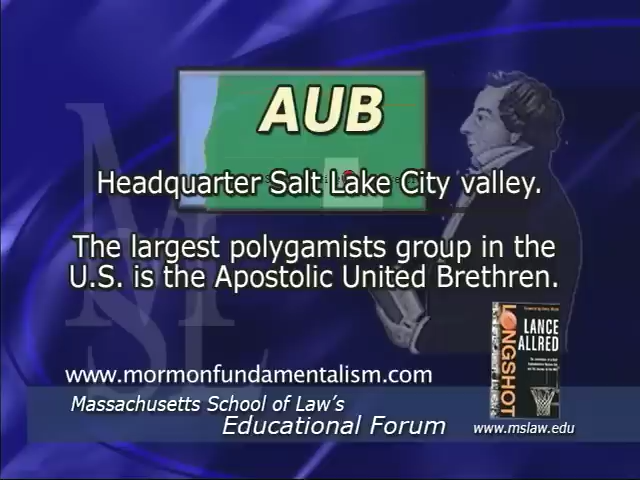 AUB
Headquarter Salt Lake City valley.
The largest polygamists group in the
U.S. is the Apostolic United Brethren.
LONGSHOT
LANCE
ALLRED
www.mormonfundamentalism.com
Massachusetts School of Law's
Educational Forum
www.mslaw.edu
MSL